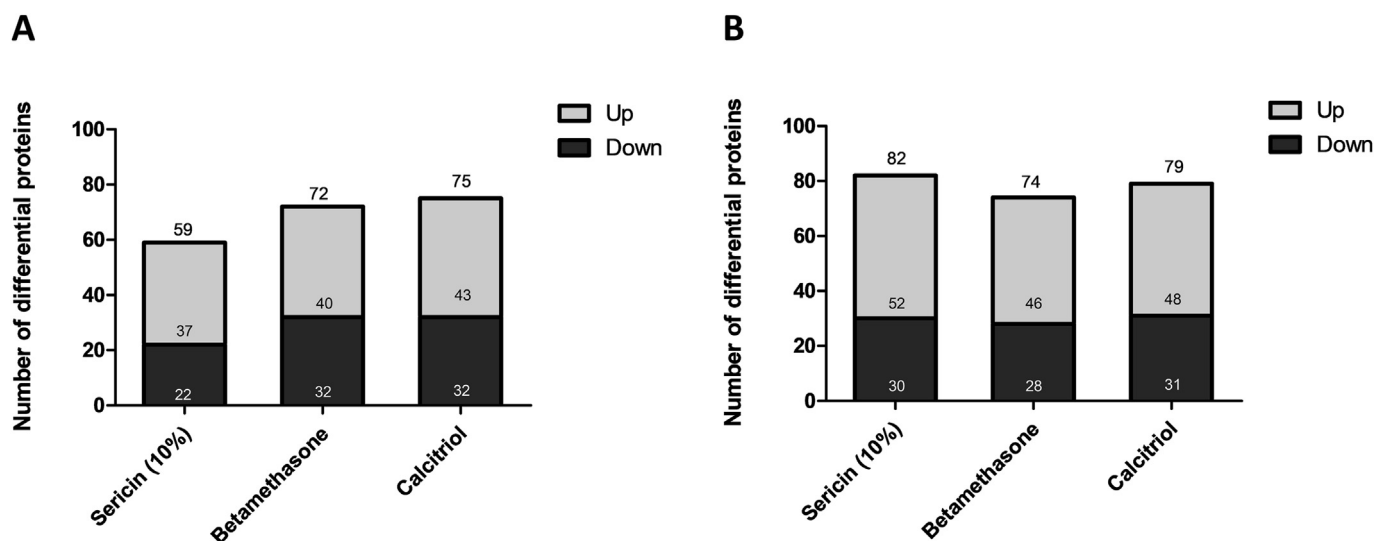 A
Number of differential proteins
100
80
60
40
20
0
59
37
22
72
40
32
75
43
32
Sericin (10%)
Betamethasone
Calcitriol
Up
Down
B
Number of differential proteins
100
80
60
40
20
0
82
52
30
74
46
28
79
48
31
Sericin (10%)
Betamethasone
Calcitriol
Up
Down